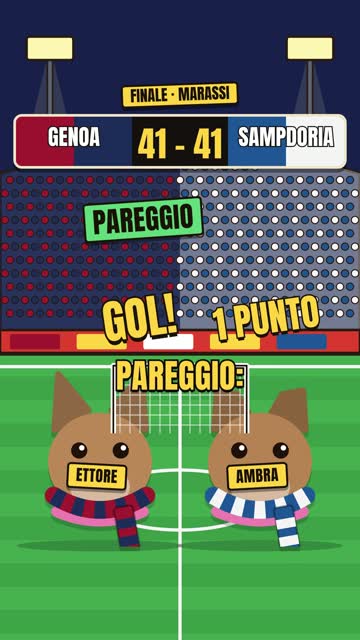 FINALE · MARASSI
GENOA 41 - 41 SAMPDORIA
PAREGGIO
GOL! 1 PUNTO
PAREGGIO:
ETTORE AMBRA